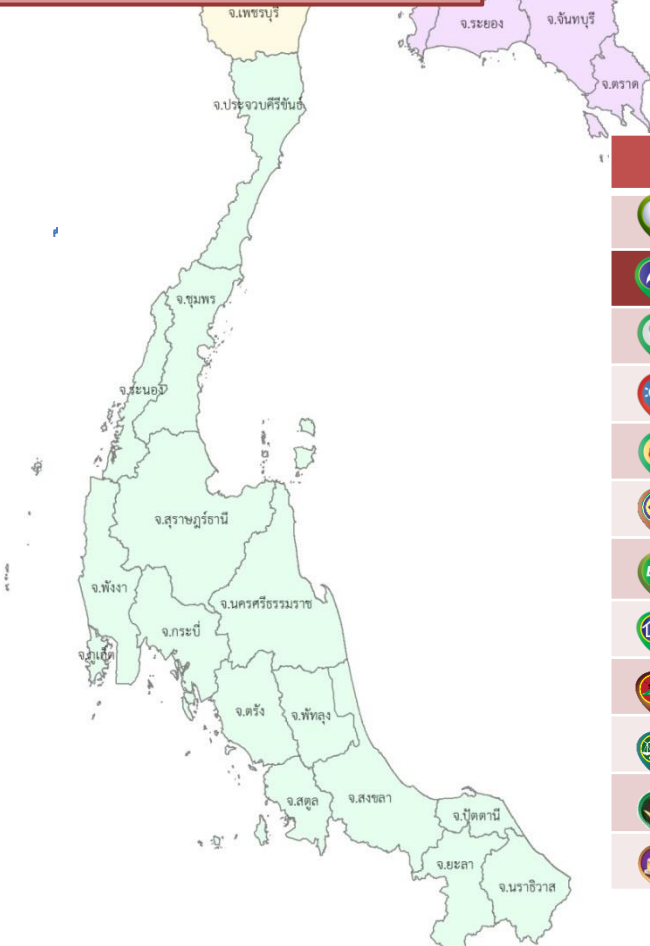 จ.เพชรบุรี
จ.ระยอง
จ.จันทบุรี
จ.ตราด
จ.ประจวบคีรีขันธ์
จ.ชุมพร
จ.ระนอง
จ.สุราษฎร์ธานี
จ.พังงา
จ.นครศรีธรรมราช
จ.กระบี่
จ.ภูเก็ต
จ.ตรัง
จ.พัทลุง
จ.สตูล
จ.สงขลา
จ.ปัตตานี
จ.ยะลา
จ.นราธิวาส